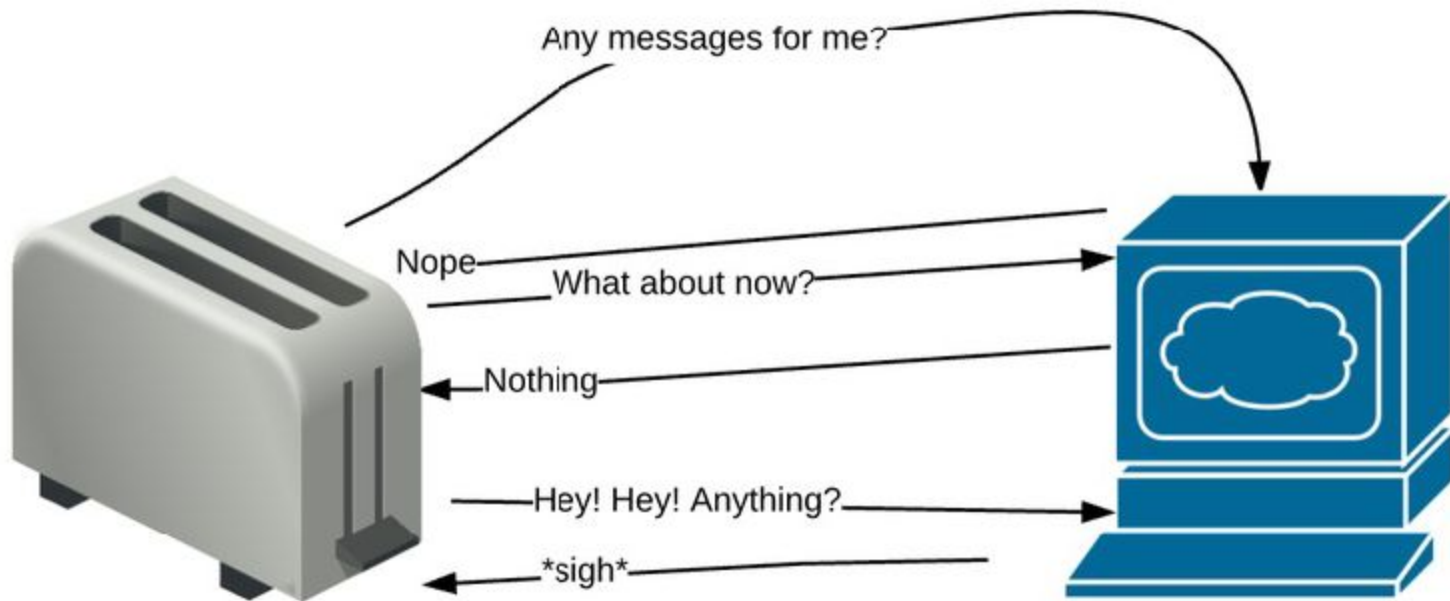 Any messages for me?
Nope
What about now?
Nothing
Hey! Hey! Anything?
*sigh*